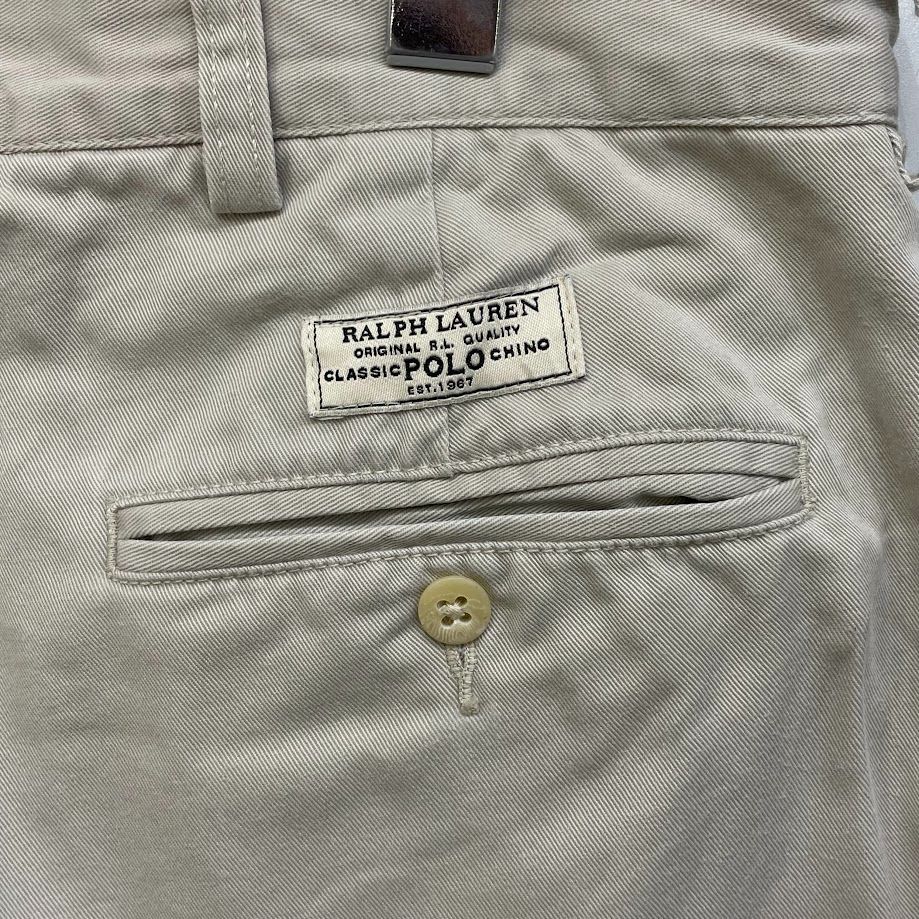 RALPH LAUREN
ORIGINAL R.L. QUALITY
CLASSIC POLO CHINO
EST. 1967